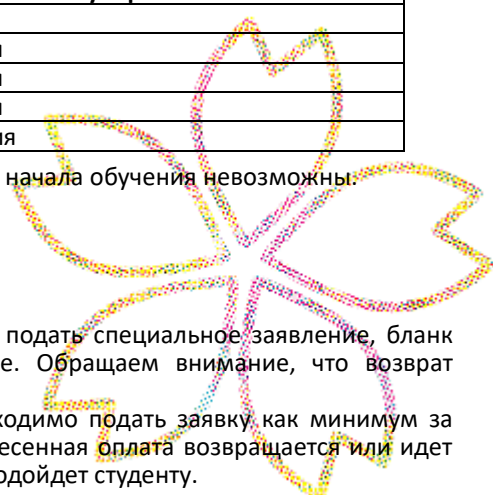 я
я
я
ия
начала обучения невозможны.
подать специальное заявление, бланк
е. Обращаем внимание, что возврат
ходимо подать заявку как минимум за
есенная оплата возвращается или идет
одойдет студенту.